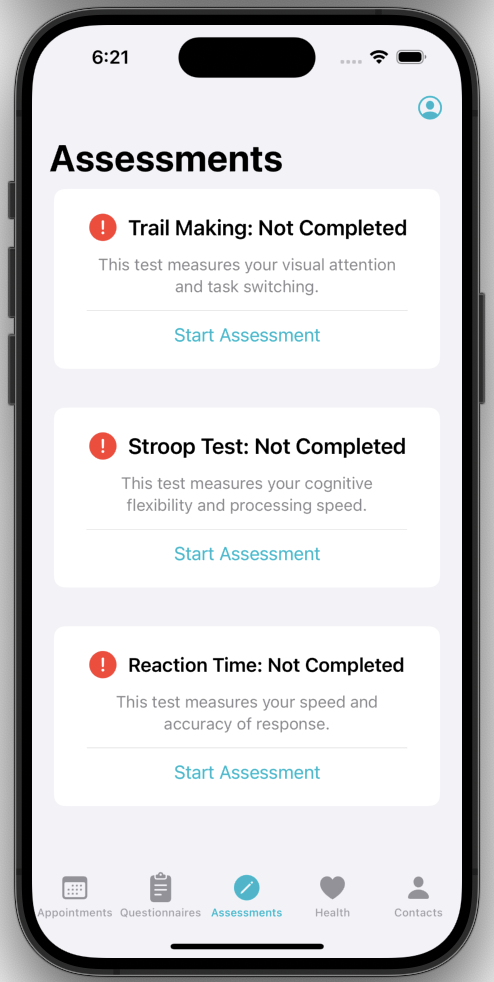 6:21
Assessments
Trail Making: Not Completed
This test measures your visual attention
and task switching.
Start Assessment
Stroop Test: Not Completed
This test measures your cognitive
flexibility and processing speed.
Start Assessment
Reaction Time: Not Completed
This test measures your speed and
accuracy of response.
Start Assessment
Appointments Questionnaires Assessments Health Contacts